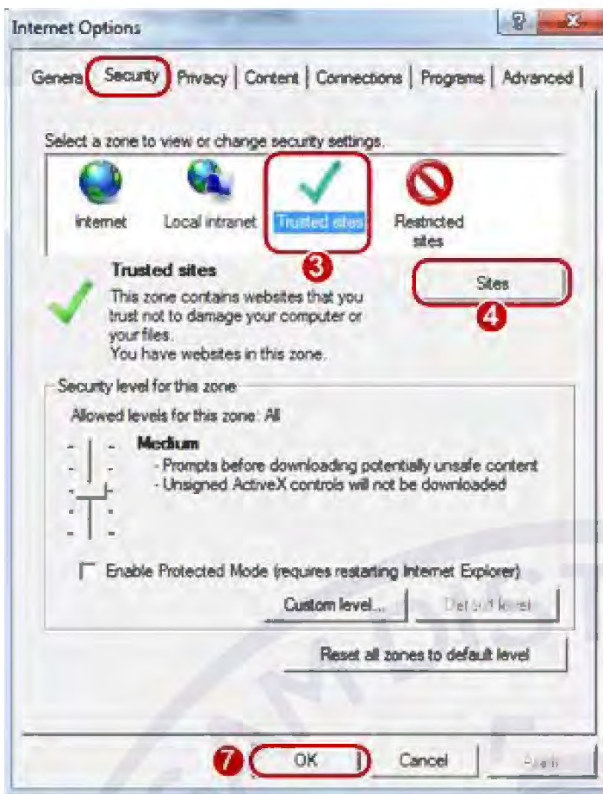 Internet Options
General Security Privacy Content Connections Programs Advanced
Select a zone to view or change security settings.
Internet Local intranet Trusted sites Restricted sites
3
Trusted sites
Sites
4
This zone contains websites that you
trust not to damage your computer or
your files.
You have websites in this zone.
Security level for this zone
Allowed levels for this zone: All
Medium
- Prompts before downloading potentially unsafe content
- Unsigned ActiveX controls will not be downloaded
Enable Protected Mode (requires restarting Internet Explorer)
Custom level... Default level
Reset all zones to default level
7 OK Cancel Apply